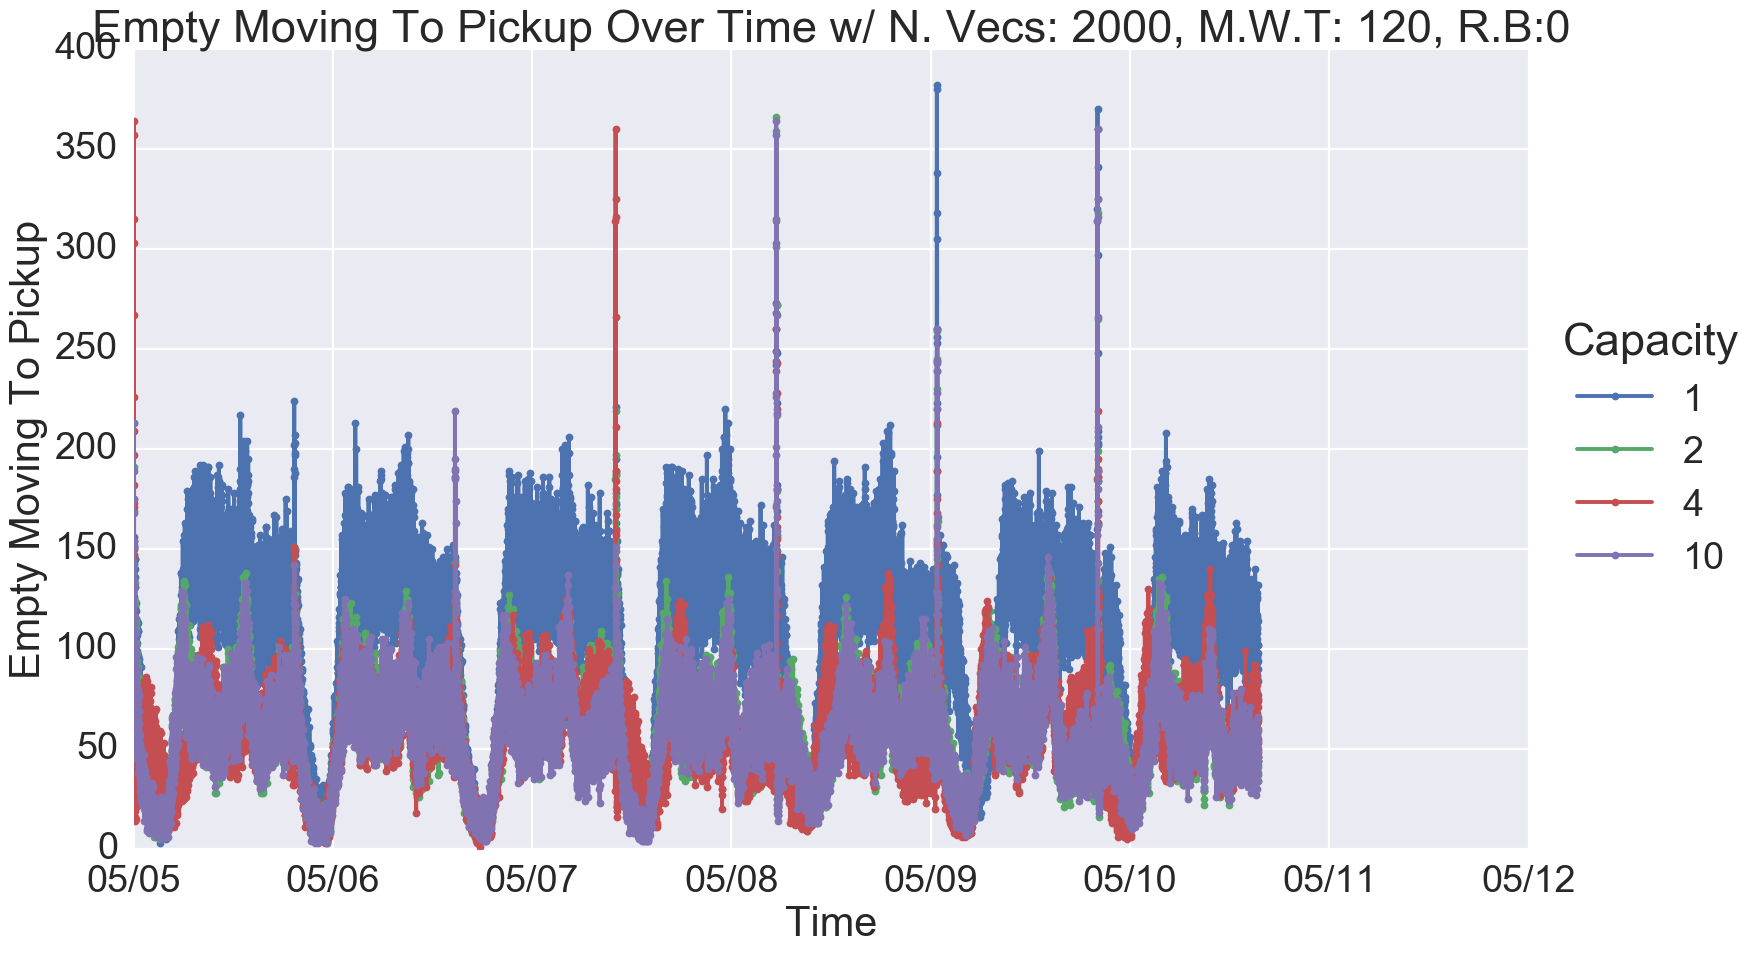 Empty Moving To Pickup Over Time w/ N. Vecs: 2000, M.W.T: 120, R.B:0
400
350
300
250
200
150
100
50
0
Empty Moving To Pickup
05/05 05/06 05/07 05/08 05/09 05/10 05/11 05/12
Time
Capacity
1
2
4
10